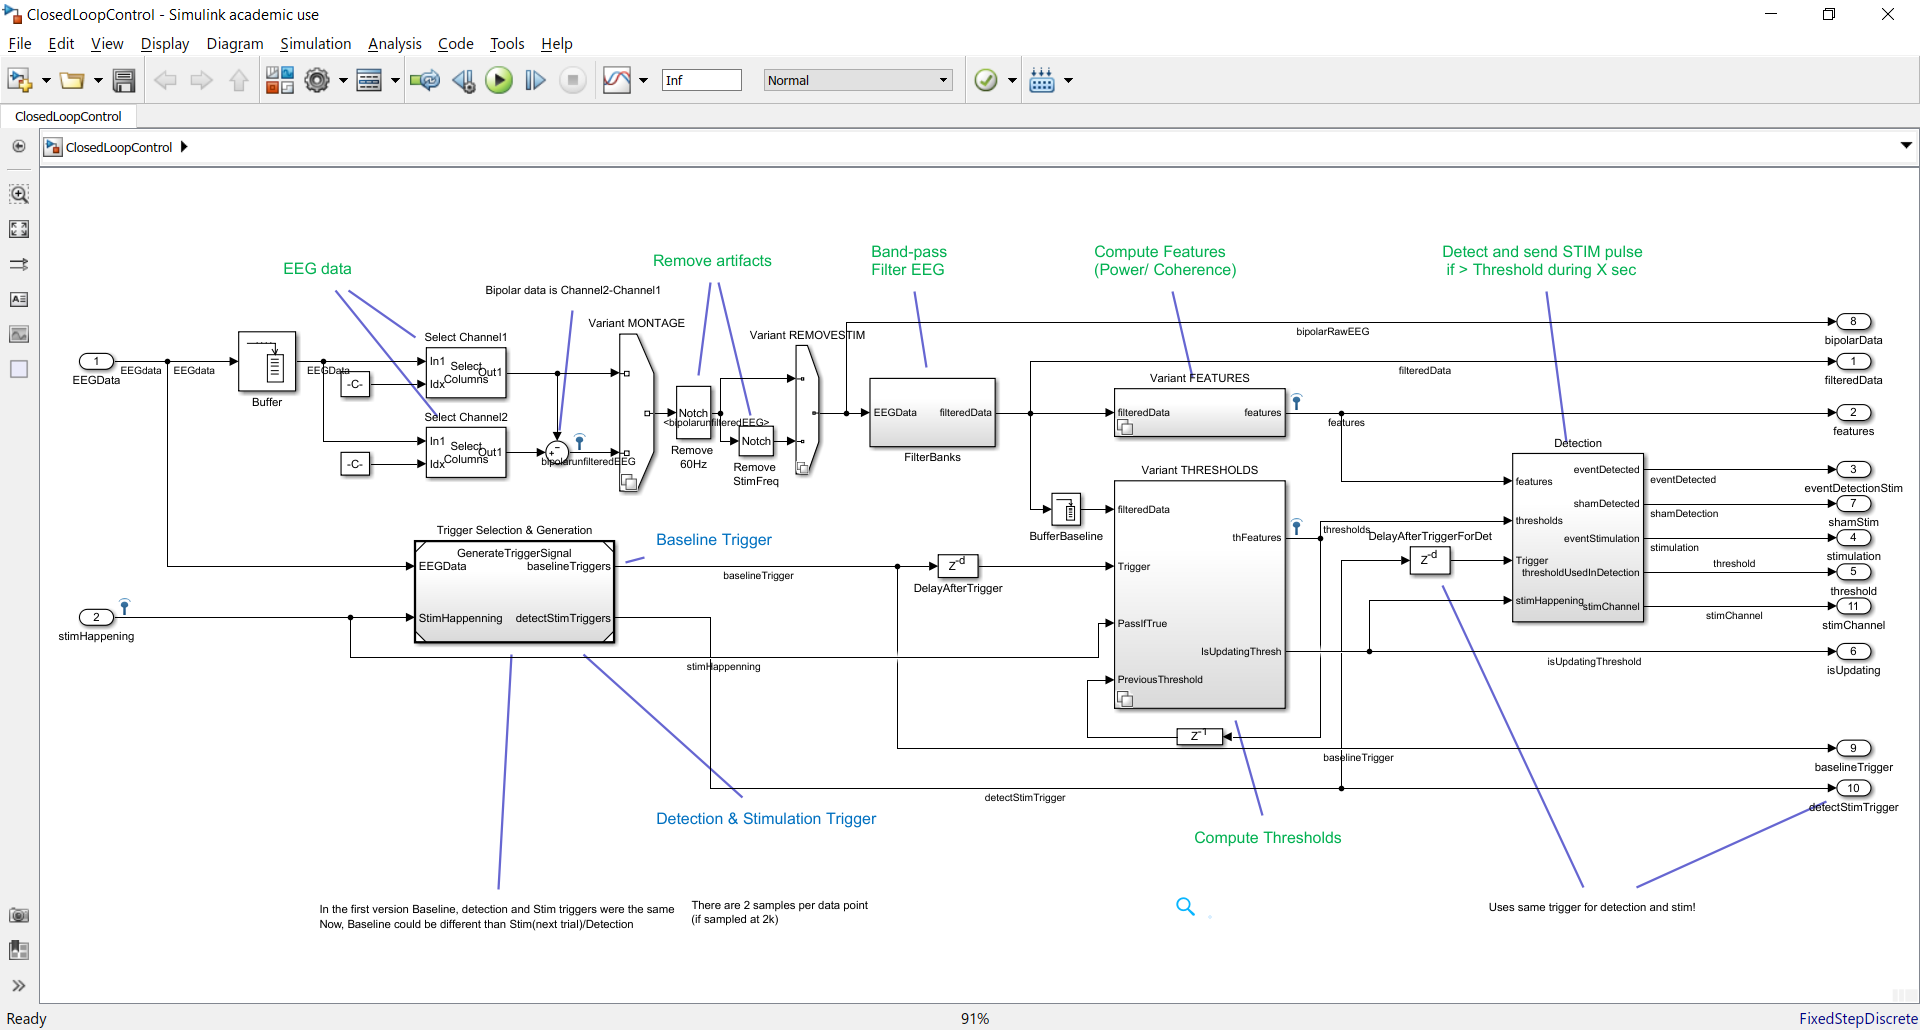 ClosedLoopControl - Simulink academic use
File Edit View Display Diagram Simulation Analysis Code Tools Help
Inf Normal
ClosedLoopControl
ClosedLoopControl
EEG data
Remove artifacts
Band-pass
Filter EEG
Compute Features
(Power/ Coherence)
Detect and send STIM pulse
if > Threshold during X sec
Bipolar data is Channel2-Channel1
Variant MONTAGE
Variant REMOVESTIM
1
EEGData
EEGdata
EEGdata
Buffer
EEGData
-C-
Select Channel1
In1
Idx
Select
Columns
Out1
Select Channel2
-C-
In1
Idx
Select
Columns
Out1
bipolarunfilteredEEG
Notch
<bipolarunfilteredEEG>
Remove
60Hz
Notch
Remove
StimFreq
EEGData filteredData
FilterBanks
bipolarRawEEG
8
bipolarData
filteredData
1
filteredData
Variant FEATURES
filteredData features
features
2
features
Variant THRESHOLDS
filteredData
Trigger
PassIfTrue
PreviousThreshold
thFeatures
IsUpdatingThresh
BufferBaseline
thresholds
DelayAfterTriggerForDet
Z-d
Detection
features
thresholds
Trigger
stimHappening
eventDetected
shamDetected
eventStimulation
thresholdUsedInDetection
stimChannel
eventDetected
3
eventDetectionStim
shamDetection
7
shamStim
stimulation
4
stimulation
threshold
5
threshold
stimChannel
11
stimChannel
isUpdatingThreshold
6
isUpdating
Trigger Selection & Generation
GenerateTriggerSignal
EEGData baselineTriggers
StimHappenning detectStimTriggers
2
stimHappening
Baseline Trigger
baselineTrigger
Z-d
DelayAfterTrigger
stimHappenning
Z-1
baselineTrigger
9
baselineTrigger
detectStimTrigger
10
detectStimTrigger
Detection & Stimulation Trigger
Compute Thresholds
In the first version Baseline, detection and Stim triggers were the same
Now, Baseline could be different than Stim(next trial)/Detection
There are 2 samples per data point
(if sampled at 2k)
Uses same trigger for detection and stim!
Ready 91% FixedStepDiscrete